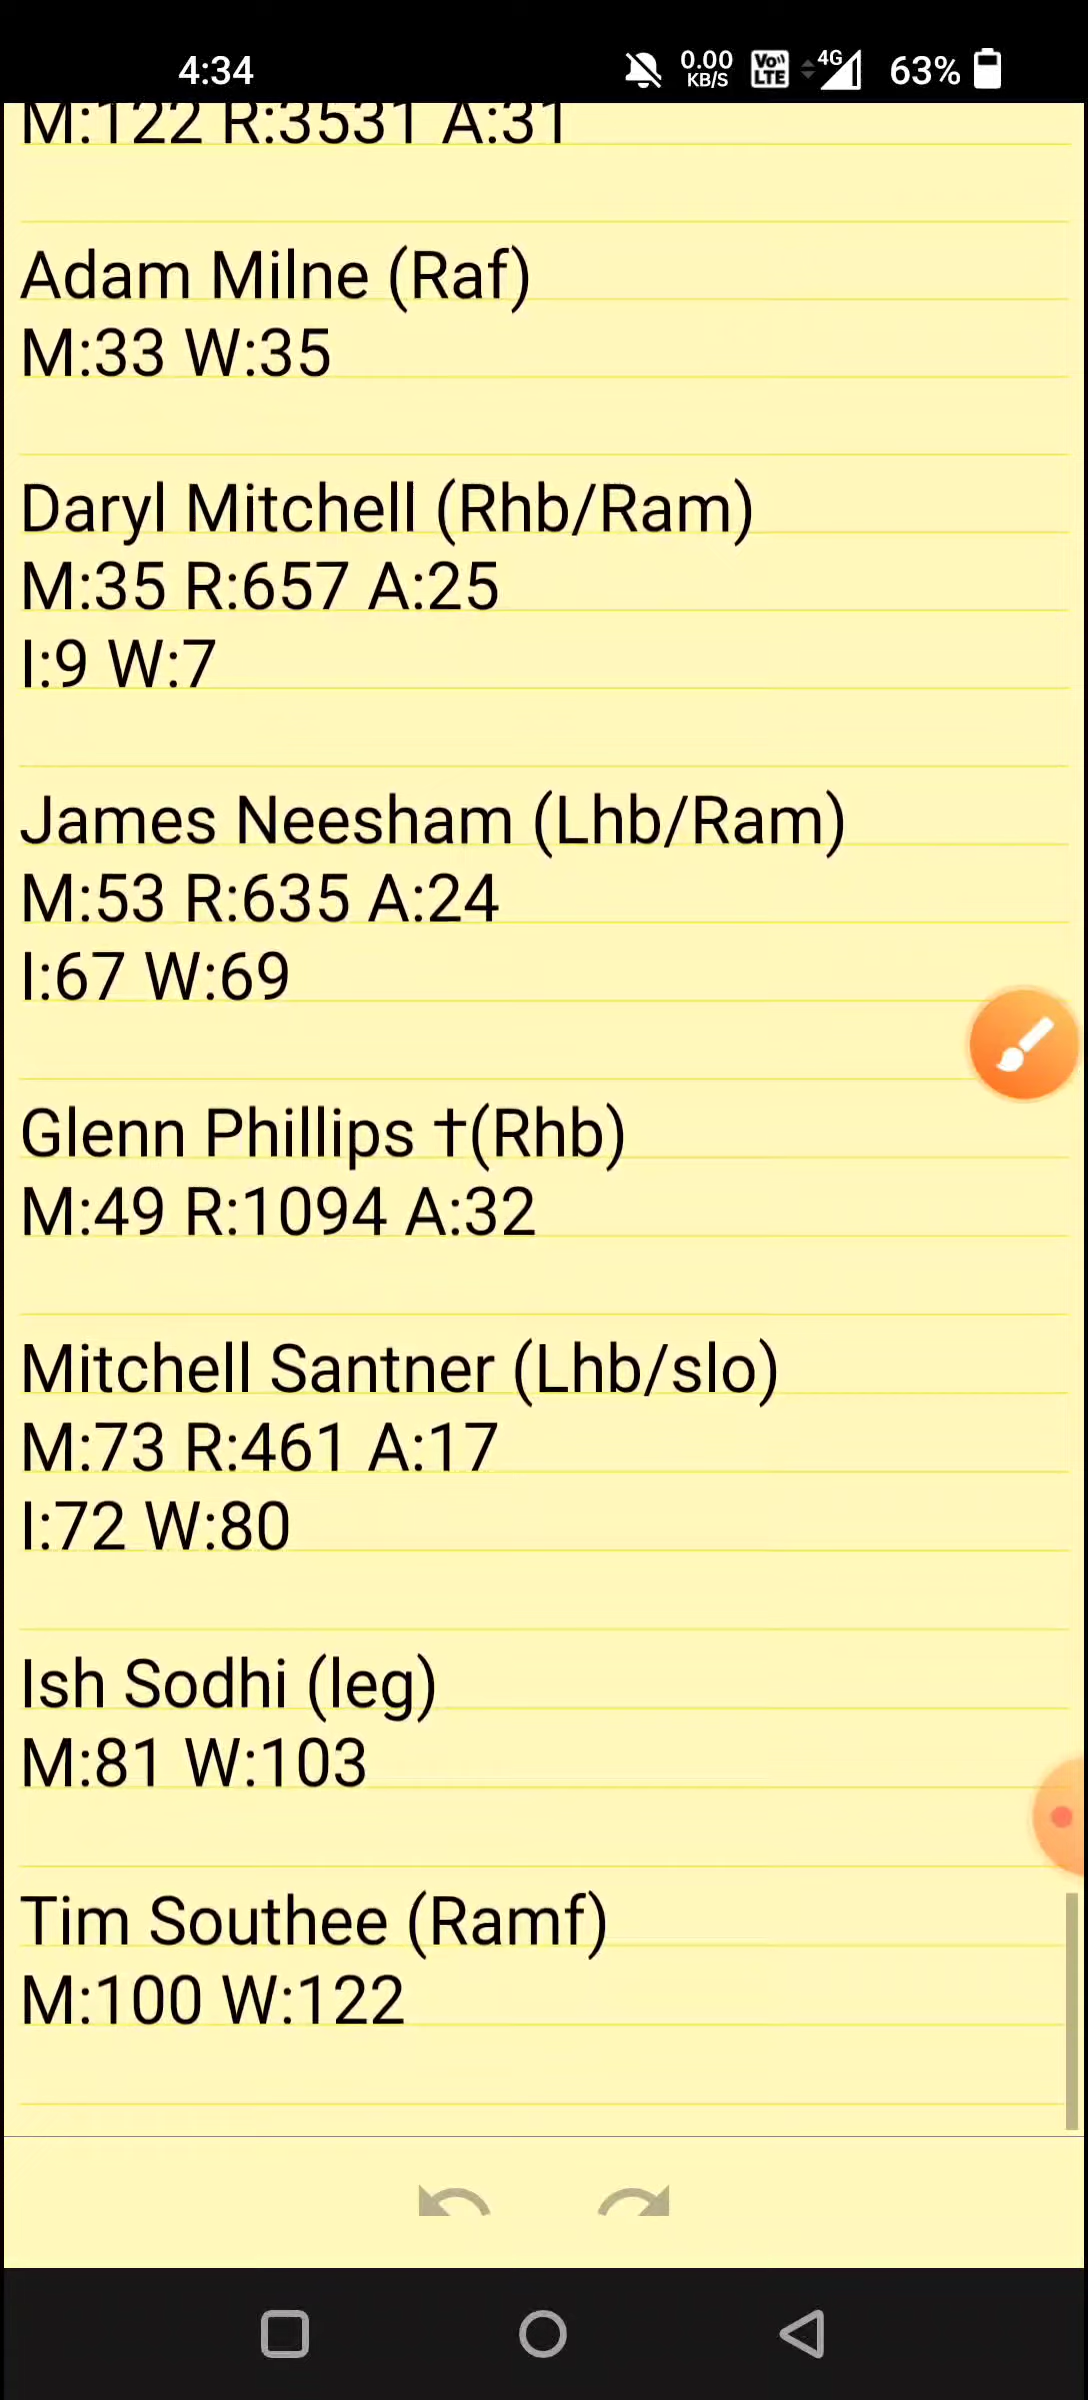 4:34
0.00
KB/S
Vo))
LTE
4G
63%
M:122 R:3531 A:31
Adam Milne (Raf)
M:33 W:35
Daryl Mitchell (Rhb/Ram)
M:35 R:657 A:25
I:9 W:7
James Neesham (Lhb/Ram)
M:53 R:635 A:24
I:67 W:69
Glenn Phillips †(Rhb)
M:49 R:1094 A:32
Mitchell Santner (Lhb/slo)
M:73 R:461 A:17
I:72 W:80
Ish Sodhi (leg)
M:81 W:103
Tim Southee (Ramf)
M:100 W:122